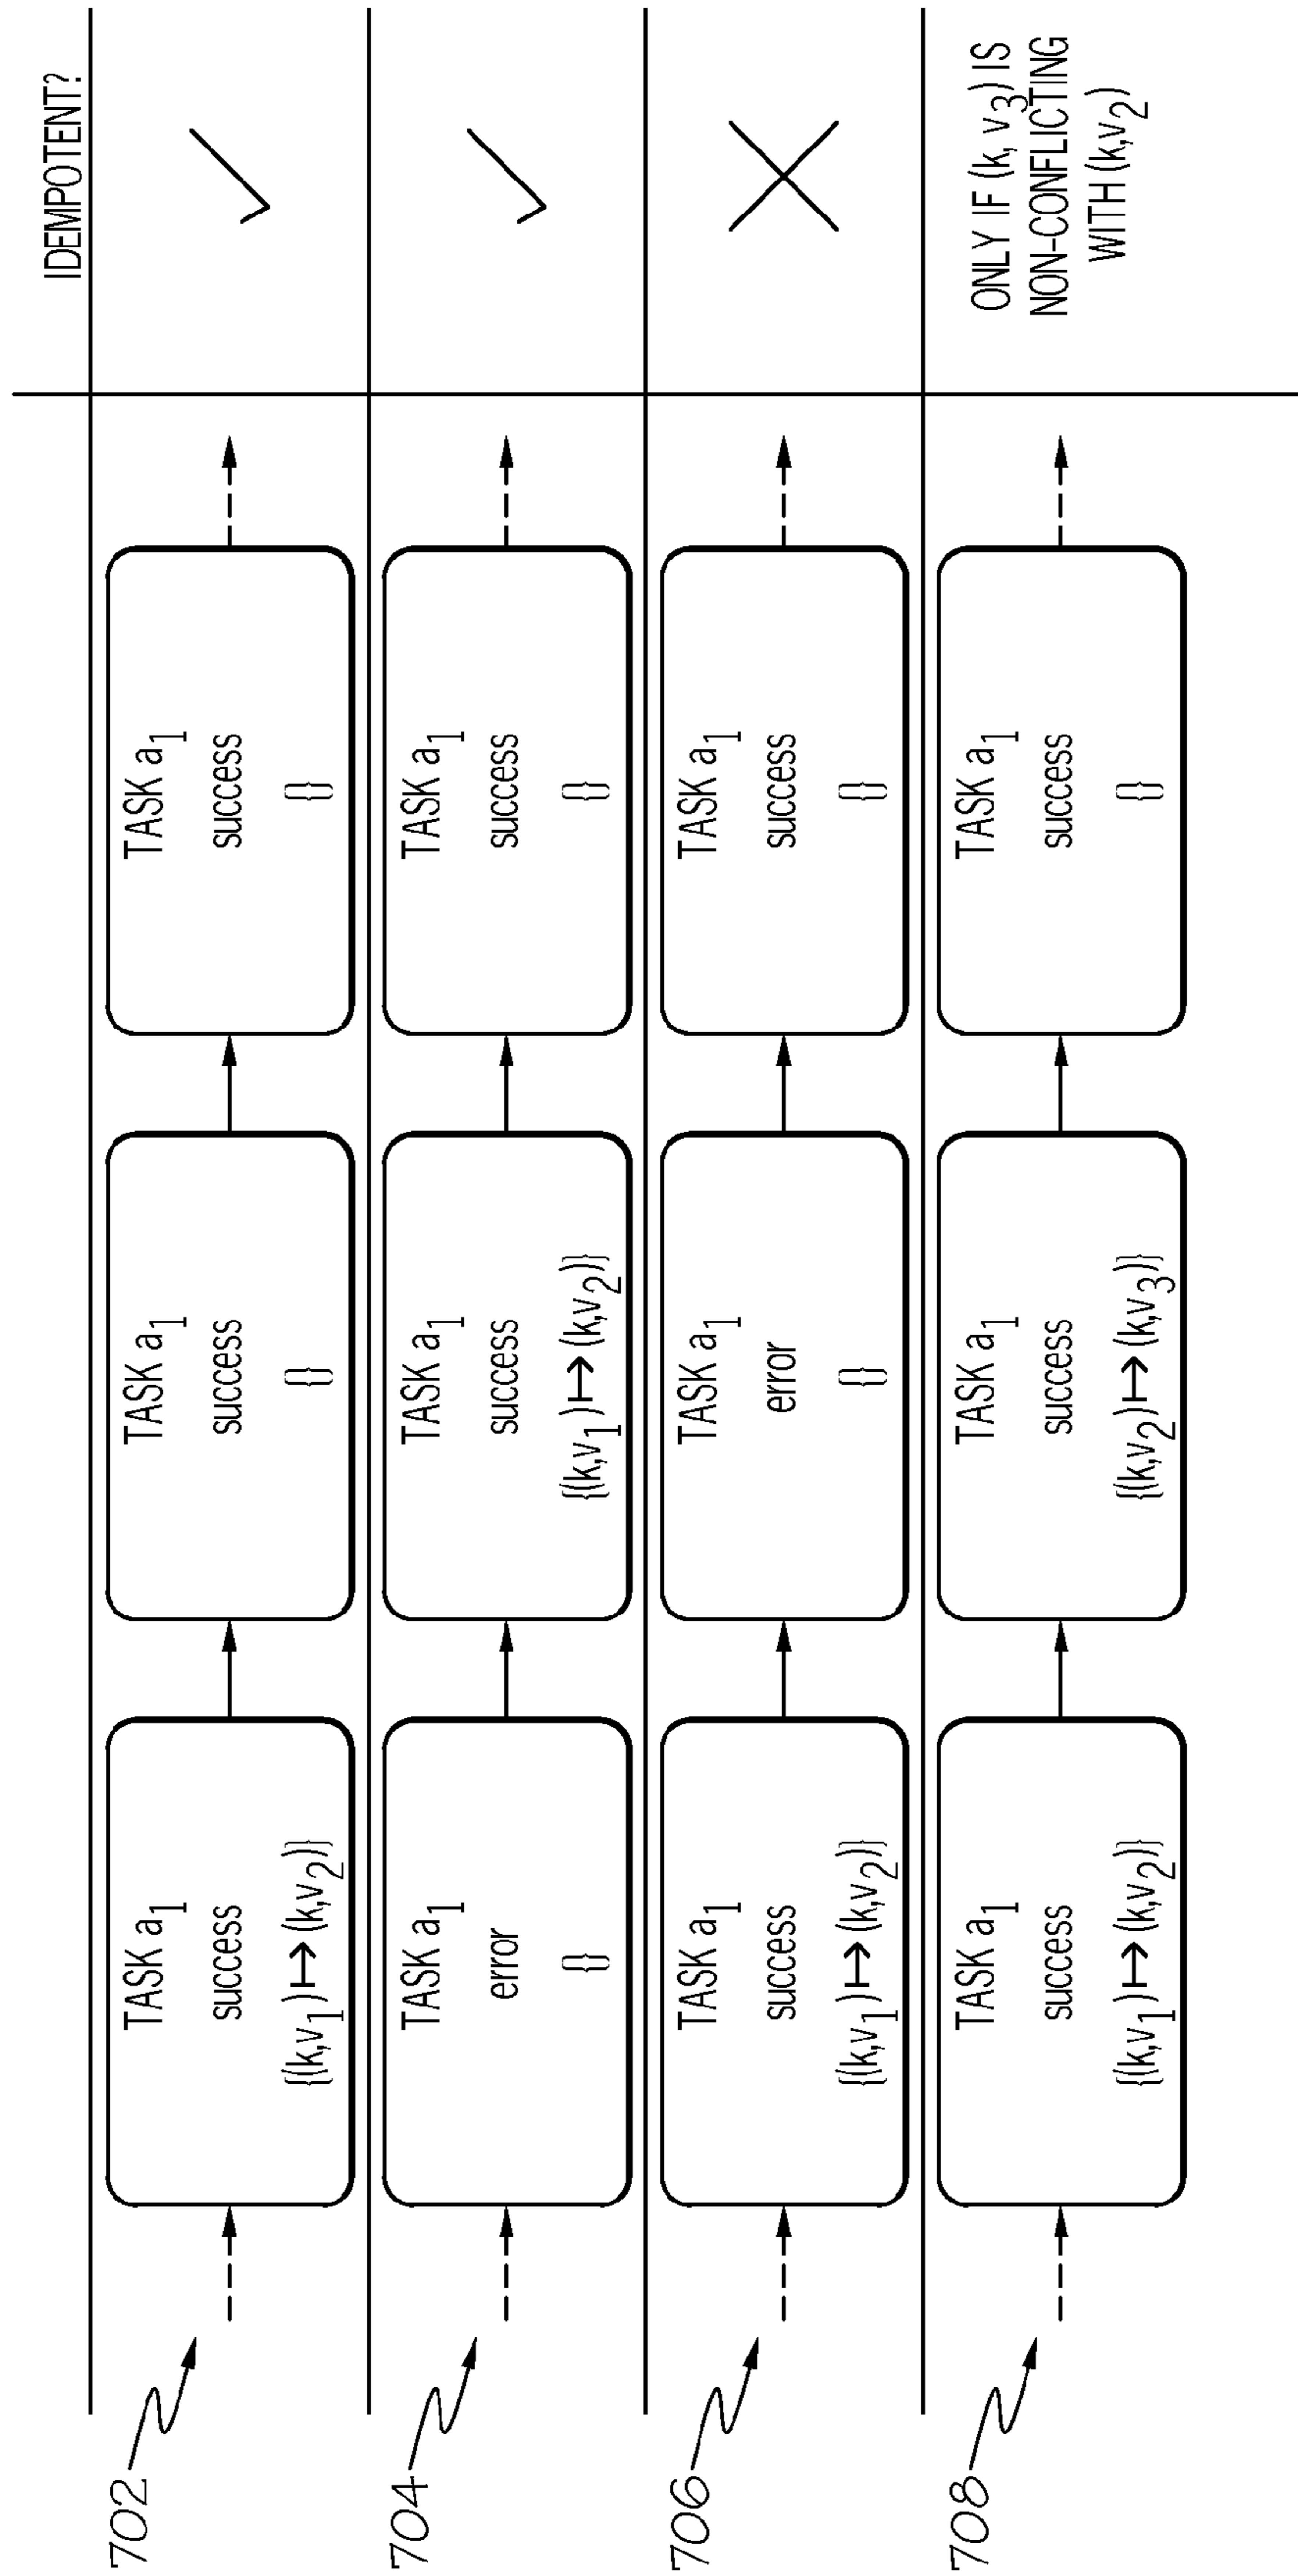 IDEMPOTENT?
702
TASK a₁
success
{(k,v₁) ↦ (k,v₂)}
TASK a₁
success
{}
TASK a₁
success
{}
704
TASK a₁
error
{}
TASK a₁
success
{(k,v₁) ↦ (k,v₂)}
TASK a₁
success
{}
706
TASK a₁
success
{(k,v₁) ↦ (k,v₂)}
TASK a₁
error
{}
TASK a₁
success
{}
708
TASK a₁
success
{(k,v₁) ↦ (k,v₂)}
TASK a₁
success
{(k,v₂) ↦ (k,v₃)}
TASK a₁
success
{}
ONLY IF (k, v₃) IS
NON-CONFLICTING
WITH (k,v₂)